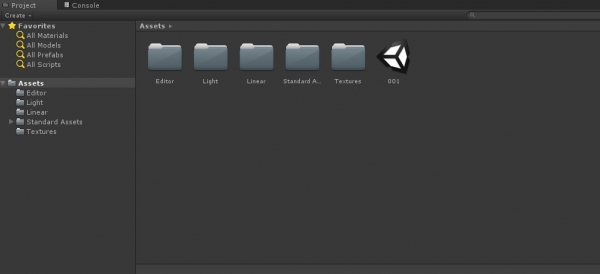 Project
Console
Create
Favorites
All Materials
All Models
All Prefabs
All Scripts
Assets
Editor
Light
Linear
Standard Assets
Textures
Assets
Editor
Light
Linear
Standard A...
Textures
001